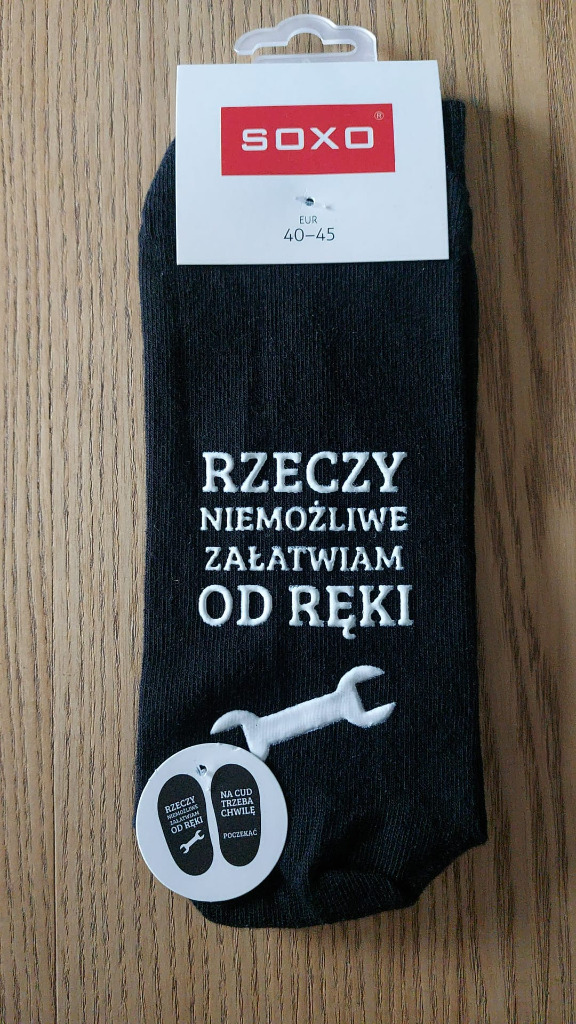 SOXO®
EUR
40–45
RZECZY
NIEMOŻLIWE
ZAŁATWIAM
OD RĘKI
RZECZY
NIEMOŻLIWE
ZAŁATWIAM
OD RĘKI
NA CUD
TRZEBA
CHWILĘ
POCZEKAĆ